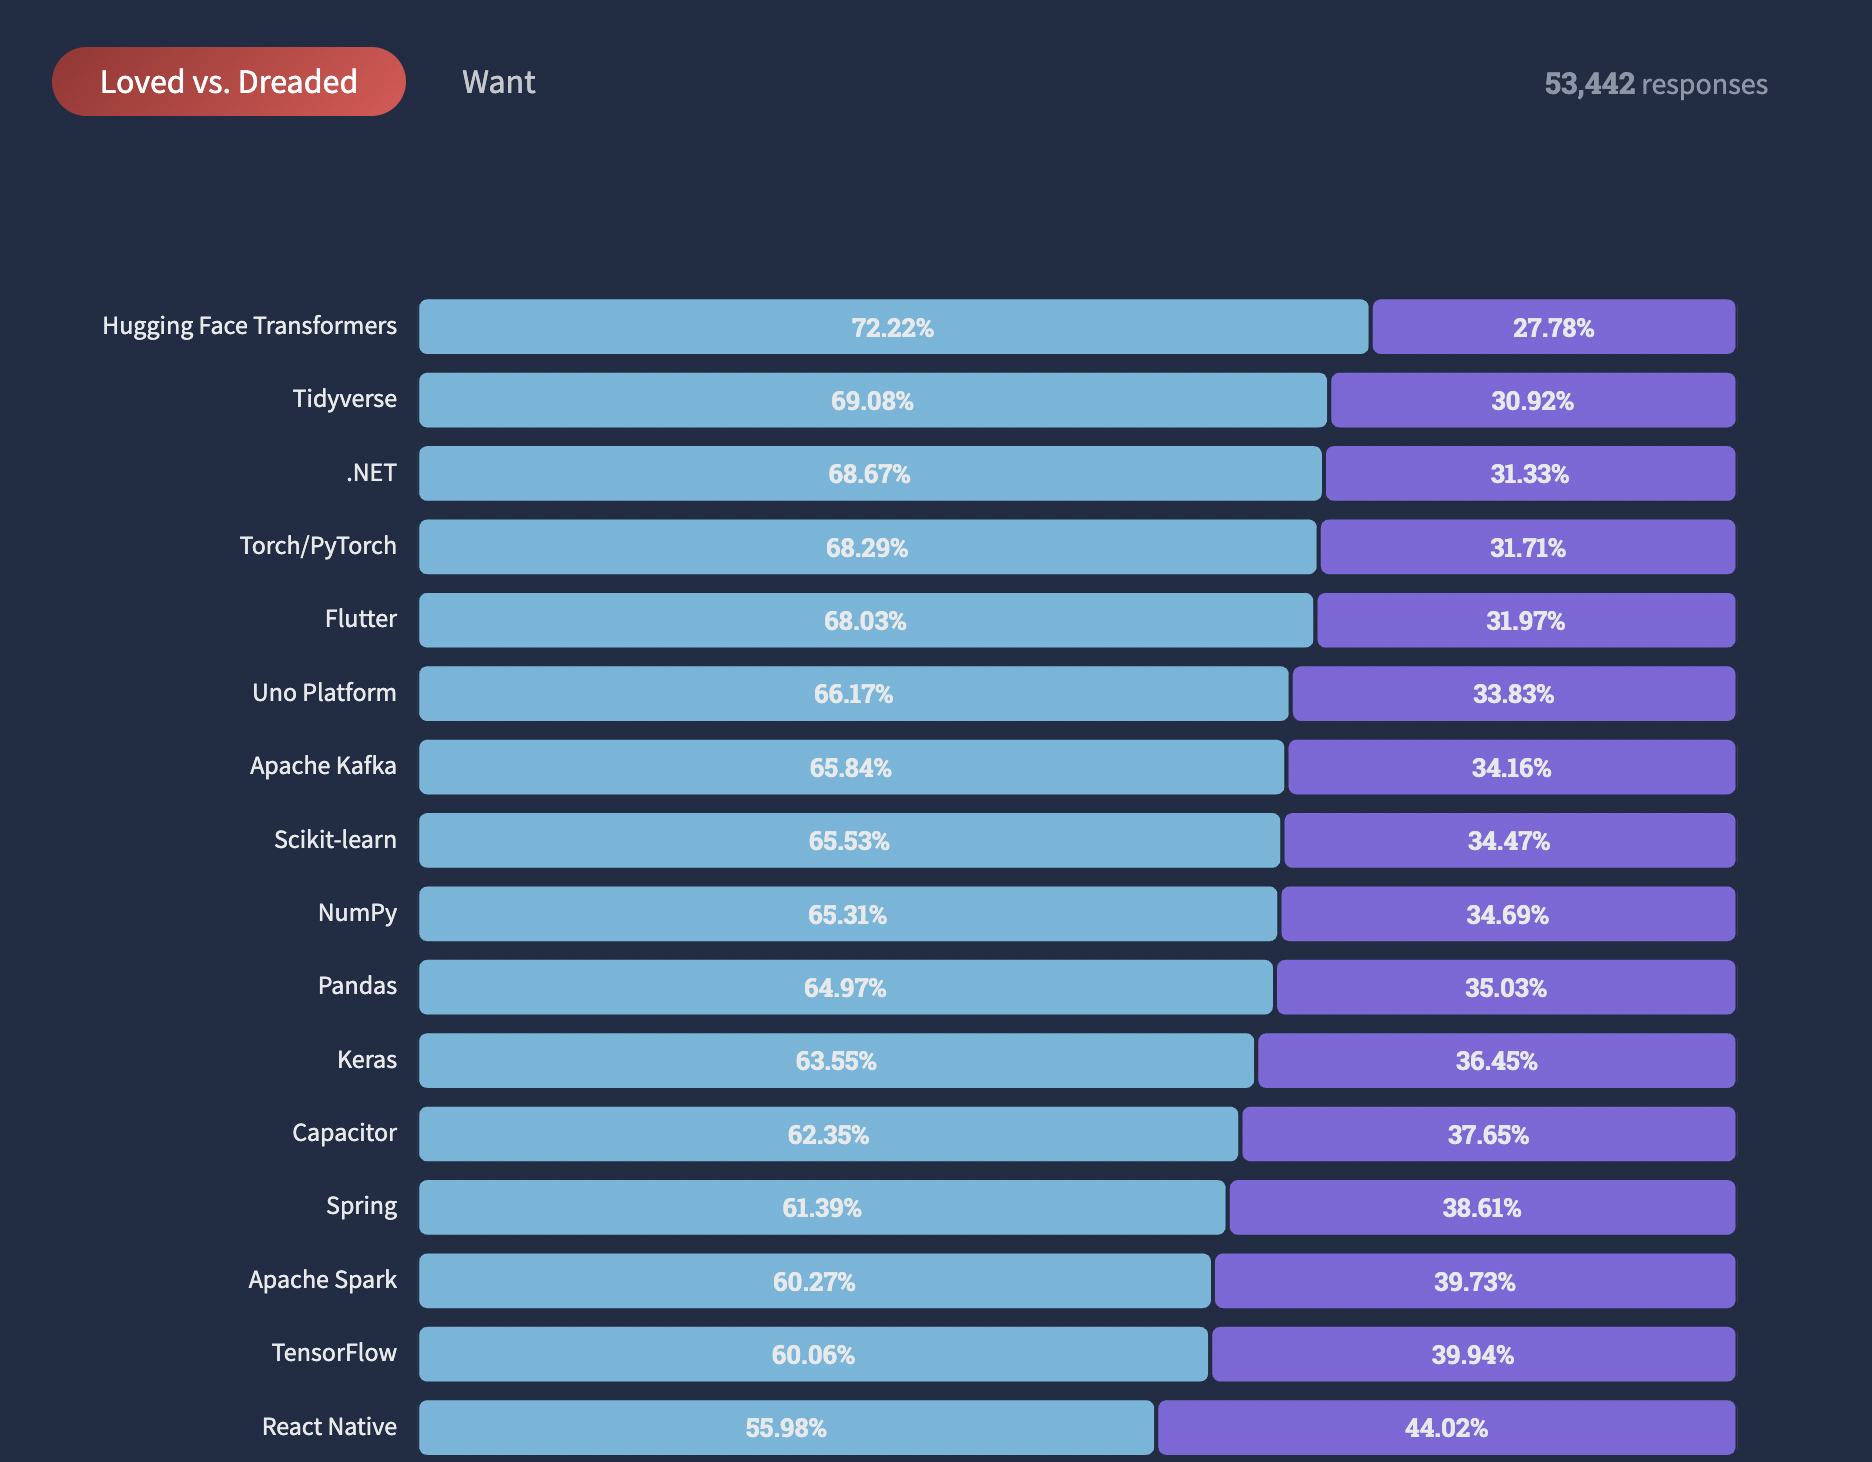 Loved vs. Dreaded Want 53,442 responses
Hugging Face Transformers 72.22% 27.78%
Tidyverse 69.08% 30.92%
.NET 68.67% 31.33%
Torch/PyTorch 68.29% 31.71%
Flutter 68.03% 31.97%
Uno Platform 66.17% 33.83%
Apache Kafka 65.84% 34.16%
Scikit-learn 65.53% 34.47%
NumPy 65.31% 34.69%
Pandas 64.97% 35.03%
Keras 63.55% 36.45%
Capacitor 62.35% 37.65%
Spring 61.39% 38.61%
Apache Spark 60.27% 39.73%
TensorFlow 60.06% 39.94%
React Native 55.98% 44.02%